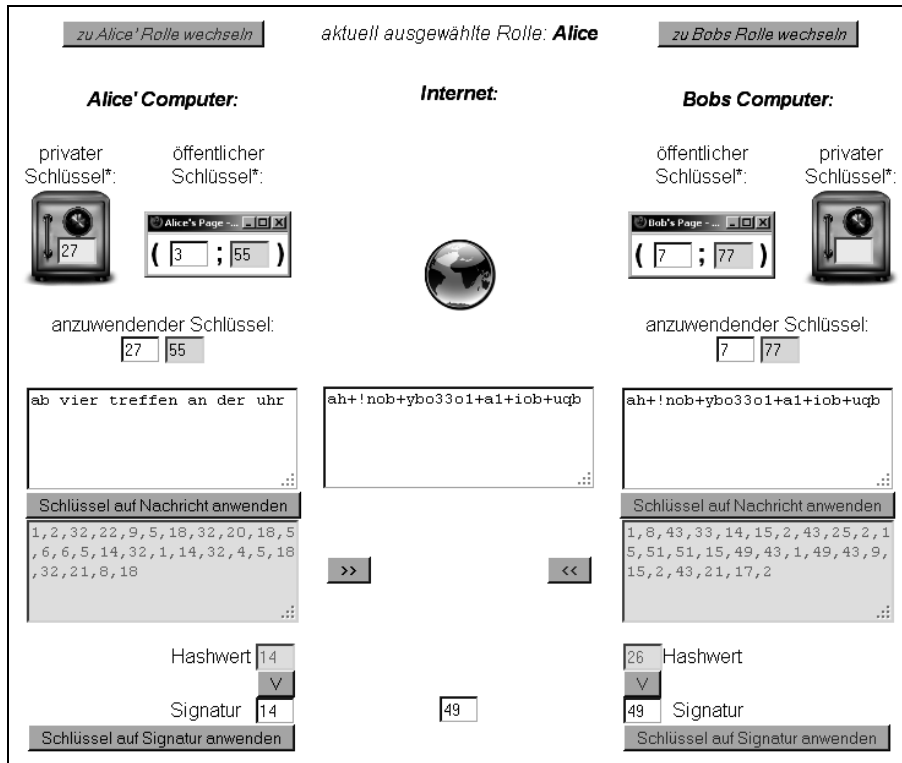 zu Alice' Rolle wechseln aktuell ausgewählte Rolle: Alice zu Bobs Rolle wechseln
Alice' Computer: Internet: Bobs Computer:
privater öffentlicher öffentlicher privater
Schlüssel*: Schlüssel*: Schlüssel*: Schlüssel*:
Alice's Page -... Bob's Page - ...
27 ( 3 ; 55 ) ( 7 ; 77 )
anzuwendender Schlüssel: anzuwendender Schlüssel:
27 55 7 77
ab vier treffen an der uhr ah+!nob+ybo33o1+a1+iob+uqb ah+!nob+ybo33o1+a1+iob+uqb
Schlüssel auf Nachricht anwenden Schlüssel auf Nachricht anwenden
1,2,32,22,9,5,18,32,20,18,5 1,8,43,33,14,15,2,43,25,2,1
,6,6,5,14,32,1,14,32,4,5,18 5,51,51,15,49,43,1,49,43,9,
,32,21,8,18 15,2,43,21,17,2
>> <<
Hashwert 14 26 Hashwert
V V
Signatur 14 49 49 Signatur
Schlüssel auf Signatur anwenden Schlüssel auf Signatur anwenden